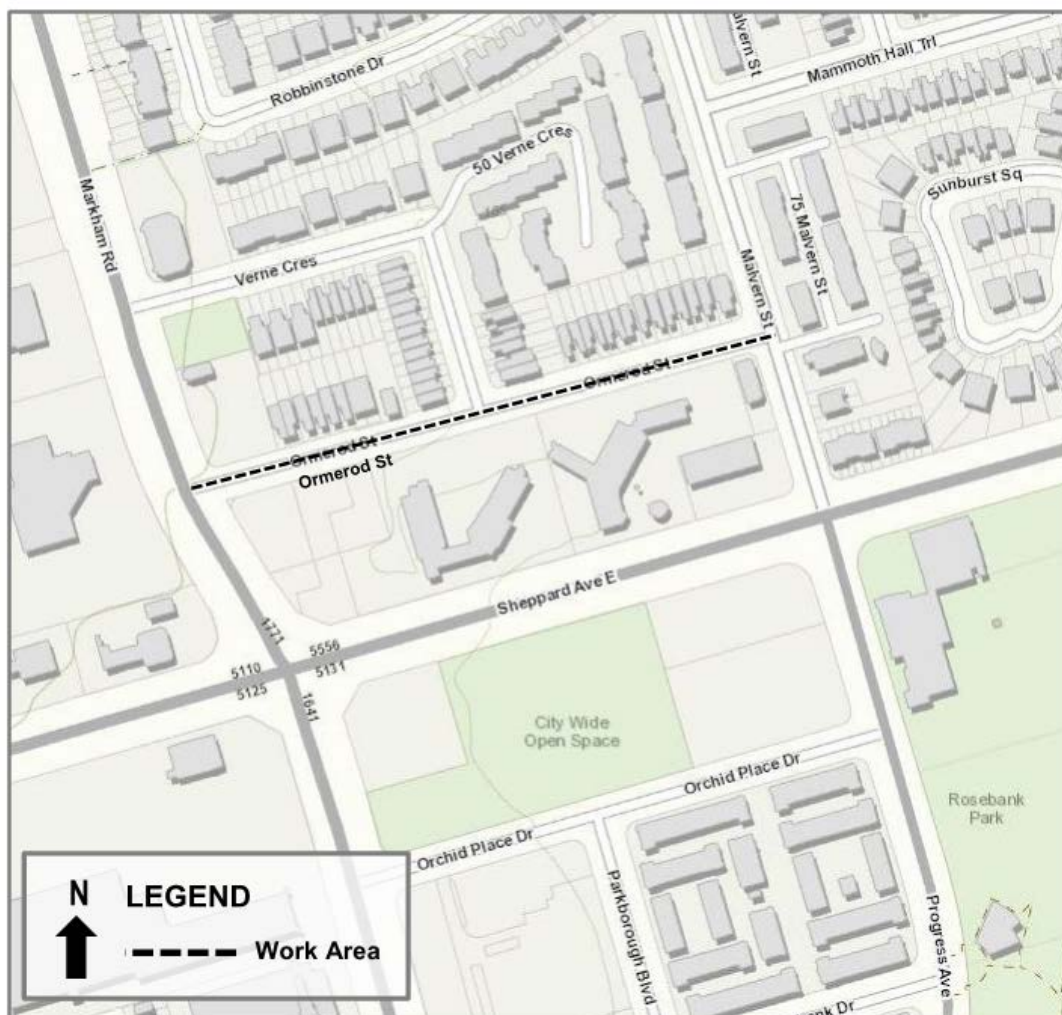 Robbinstone Dr
Malvern St
Mammoth Hall Trl
50 Verne Cres
Sunburst Sq
Markham Rd
75 Malvern St
Verne Cres
Malvern St
Ormerod St
Ormerod St
Ormerod St
Sheppard Ave E
1771
5556
5110
5131
5125
1641
City Wide
Open Space
Orchid Place Dr
Rosebank
Park
Orchid Place Dr
Parkborough Blvd
Progress Ave
Dr
N
LEGEND
Work Area